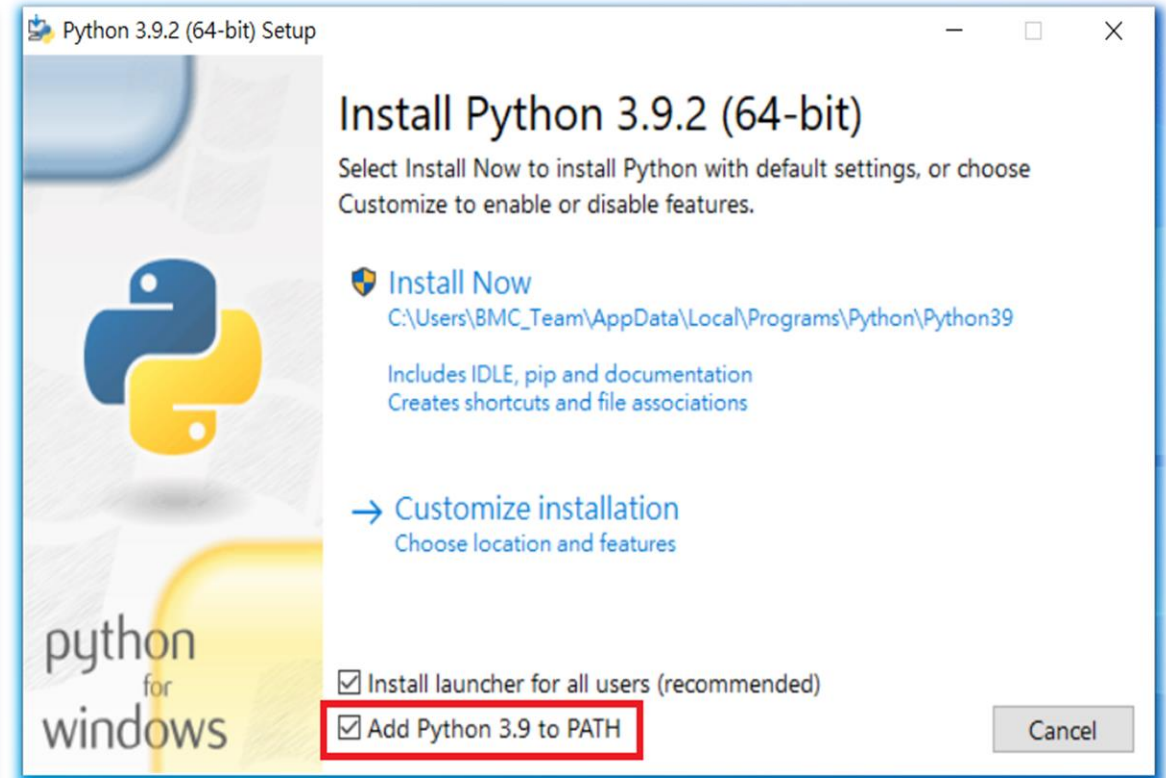 Python 3.9.2 (64-bit) Setup
Install Python 3.9.2 (64-bit)
Select Install Now to install Python with default settings, or choose
Customize to enable or disable features.
Install Now
C:\Users\BMC_Team\AppData\Local\Programs\Python\Python39
Includes IDLE, pip and documentation
Creates shortcuts and file associations
Customize installation
Choose location and features
python
for
windows
Install launcher for all users (recommended)
Add Python 3.9 to PATH
Cancel